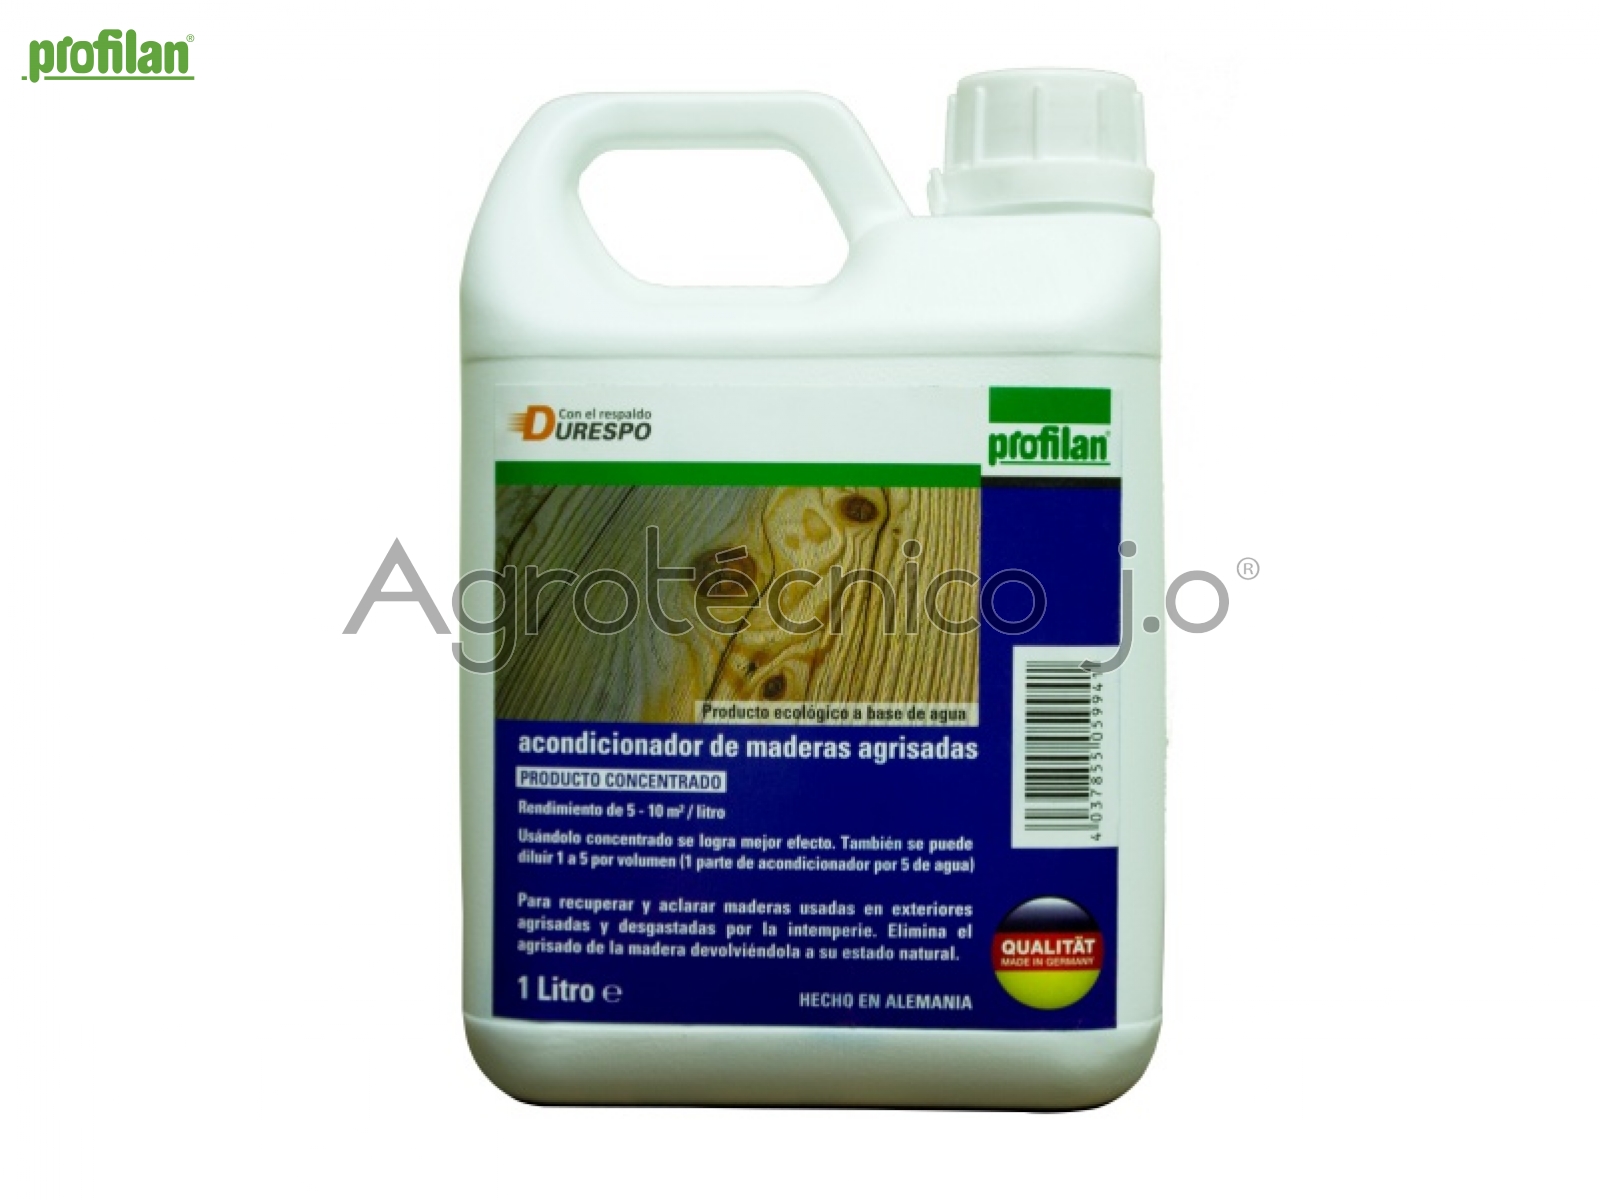 profilan®
Con el respaldo
DURESPO
profilan®
Agrotécnico j.o®
Producto ecológico a base de agua
acondicionador de maderas agrisadas
PRODUCTO CONCENTRADO
Rendimiento de 5 - 10 m² / litro
Usándolo concentrado se logra mejor efecto. También se puede
diluir 1 a 5 por volumen (1 parte de acondicionador por 5 de agua)
Para recuperar y aclarar maderas usadas en exteriores
agrisadas y desgastadas por la intemperie. Elimina el
agrisado de la madera devolviéndola a su estado natural.
1 Litro ℮
HECHO EN ALEMANIA
QUALITÄT
MADE IN GERMANY